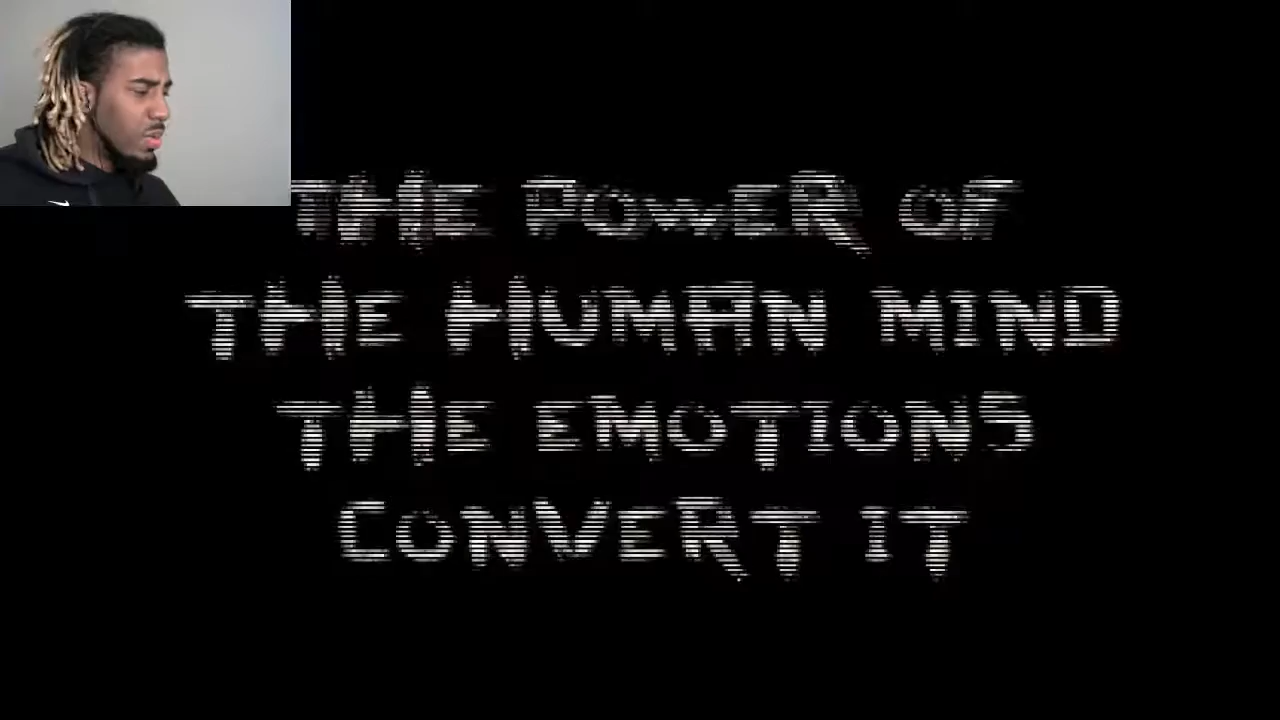 THE POWER OF
THE HUMAN MIND
THE EMOTIONS
CONVERT IT